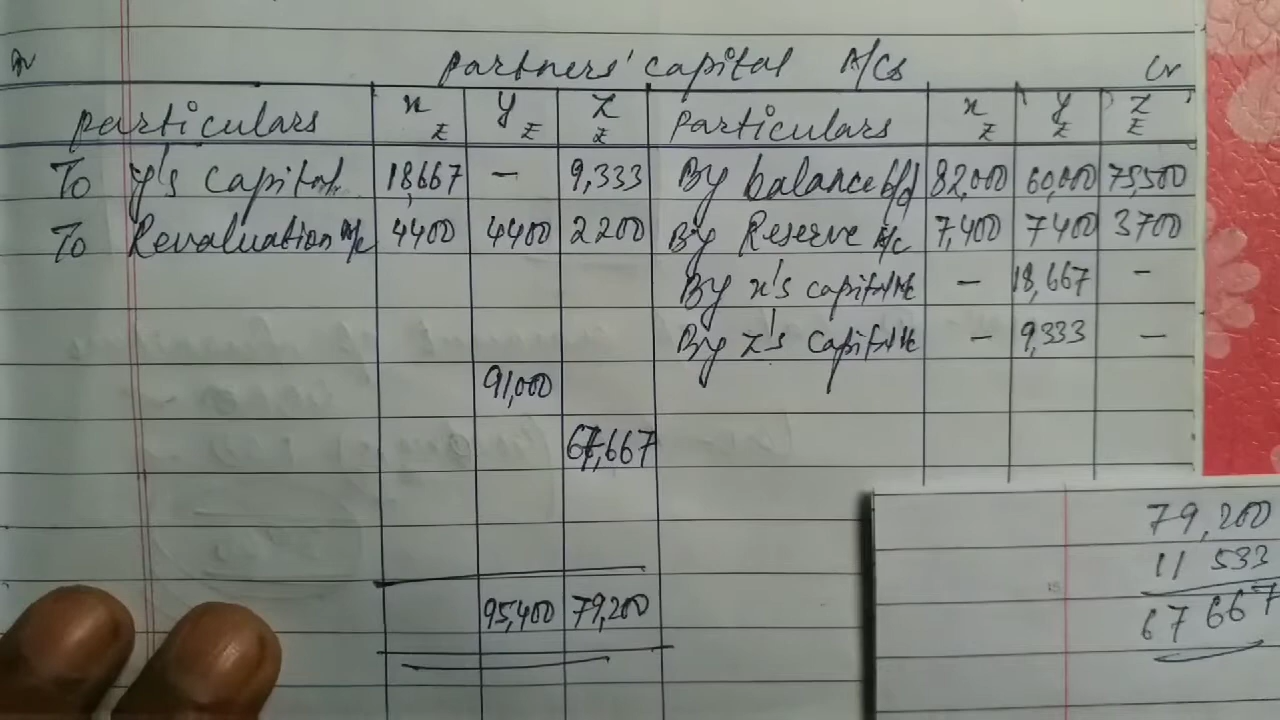 Dr Partners' capital A/Cs Cr
particulars x ₹ y ₹ Z ₹ particulars x ₹ y ₹ Z ₹
To y's capital 18,667 – 9,333 By balance b/d 82,000 60,000 75,500
To Revaluation A/c 4400 4400 2200 By Reserve A/c 7,400 7400 3700
By x's capital A/c – 18,667 –
By z's capital A/c – 9,333 –
91,000
67,667
95,400 79,200
79,200
11 533
67 667